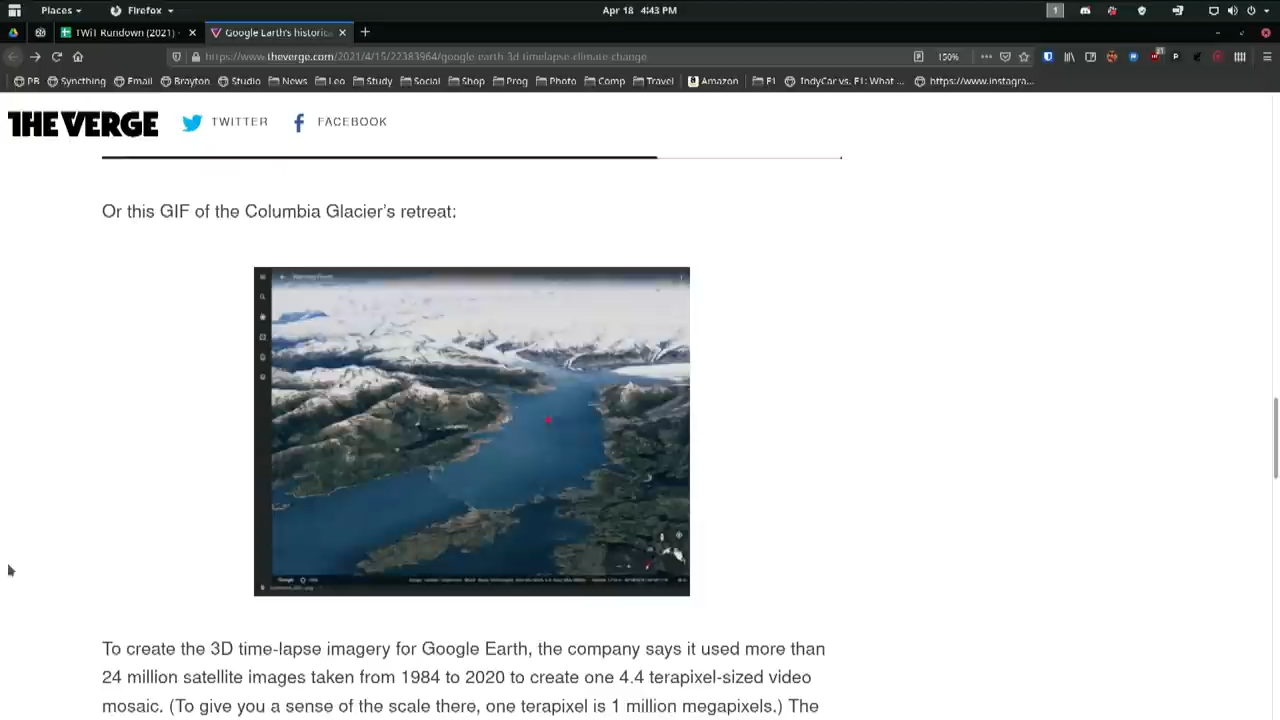 Places Firefox Apr 18 4:43 PM 1
TWiT Rundown (2021) Google Earth's historic
https://www.theverge.com/2021/4/15/22383964/google-earth-3d-timelapse-climate-change 150%
PB Syncthing Email Brayton Studio News Leo Study Social Shop Prog Photo Comp Travel Amazon F1 IndyCar vs. F1: What ... https://www.instagra...
THE VERGE TWITTER FACEBOOK
Or this GIF of the Columbia Glacier's retreat:
Google
To create the 3D time-lapse imagery for Google Earth, the company says it used more than
24 million satellite images taken from 1984 to 2020 to create one 4.4 terapixel-sized video
mosaic. (To give you a sense of the scale there, one terapixel is 1 million megapixels.) The